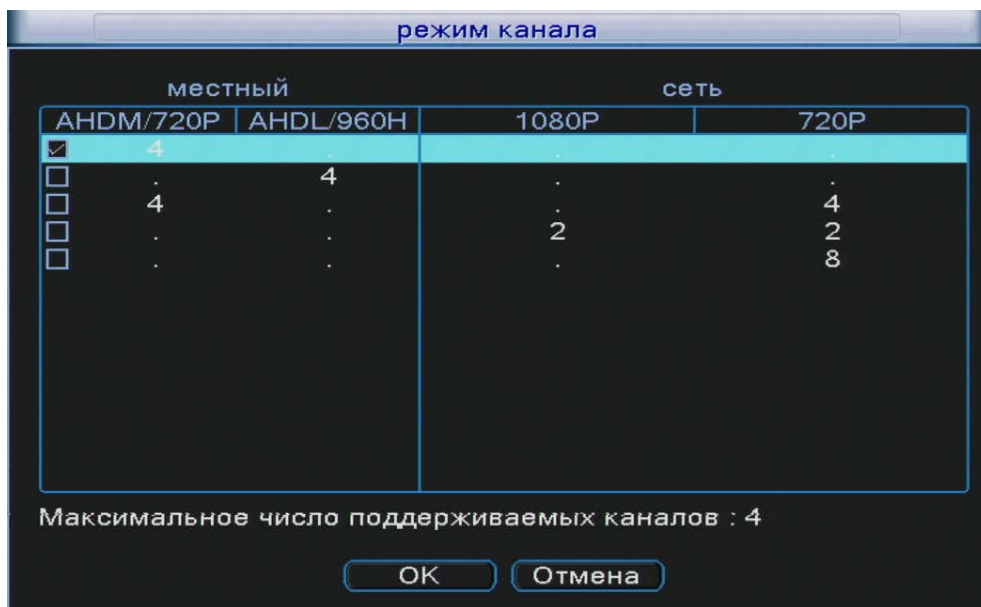 режим канала
местный сеть
AHDM/720P AHDL/960H 1080P 720P
4 . . .
. 4 . .
4 . . 4
. . 2 2
. . . 8
Максимальное число поддерживаемых каналов : 4
OK Отмена